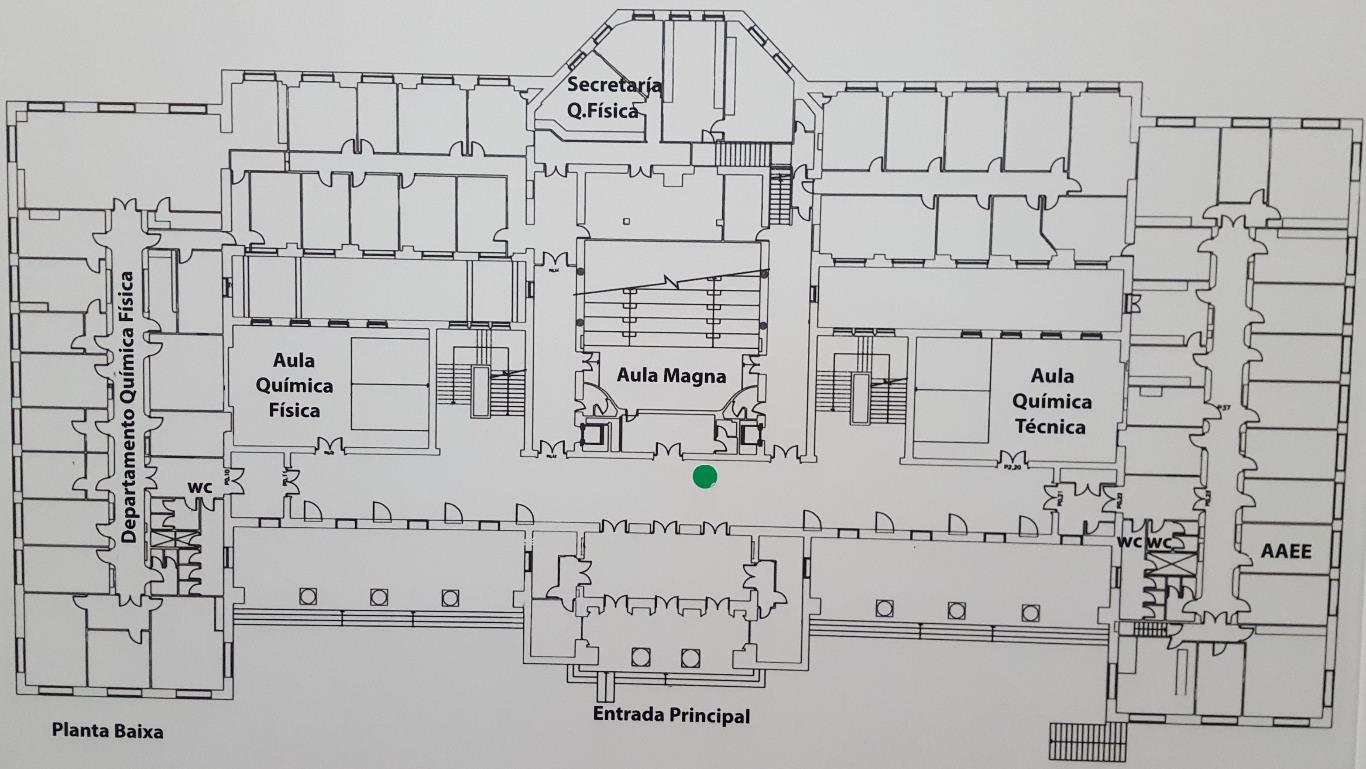 Secretaría
Q.Física
Departamento Química Física
Aula
Química
Física
Aula Magna
Aula
Química
Técnica
WC
WC WC
AAEE
Entrada Principal
Planta Baixa